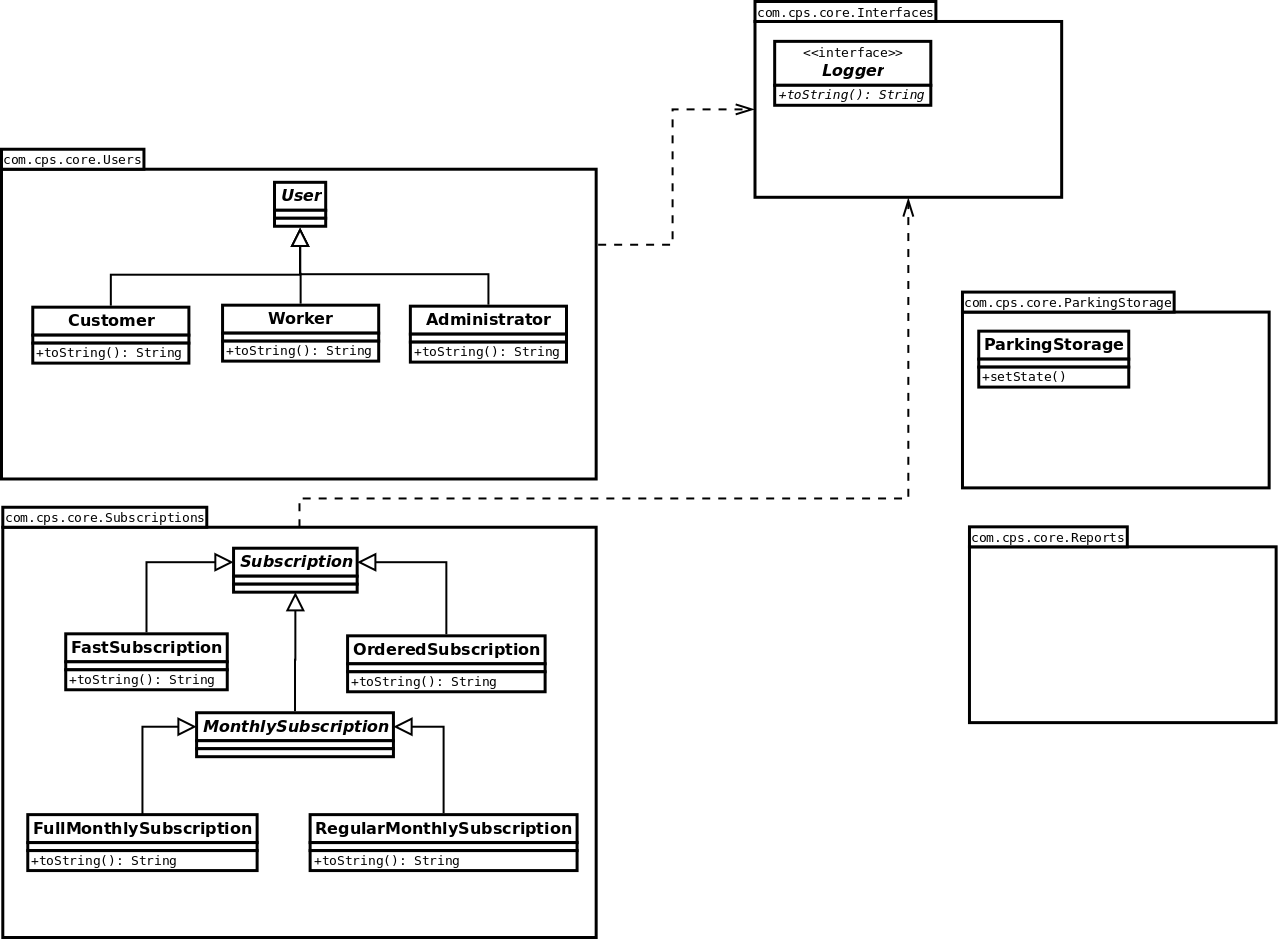 com.cps.core.Interfaces
<<interface>>
Logger
+toString(): String
com.cps.core.Users
User
Customer
+toString(): String
Worker
+toString(): String
Administrator
+toString(): String
com.cps.core.ParkingStorage
ParkingStorage
+setState()
com.cps.core.Subscriptions
Subscription
FastSubscription
+toString(): String
OrderedSubscription
+toString(): String
MonthlySubscription
FullMonthlySubscription
+toString(): String
RegularMonthlySubscription
+toString(): String
com.cps.core.Reports